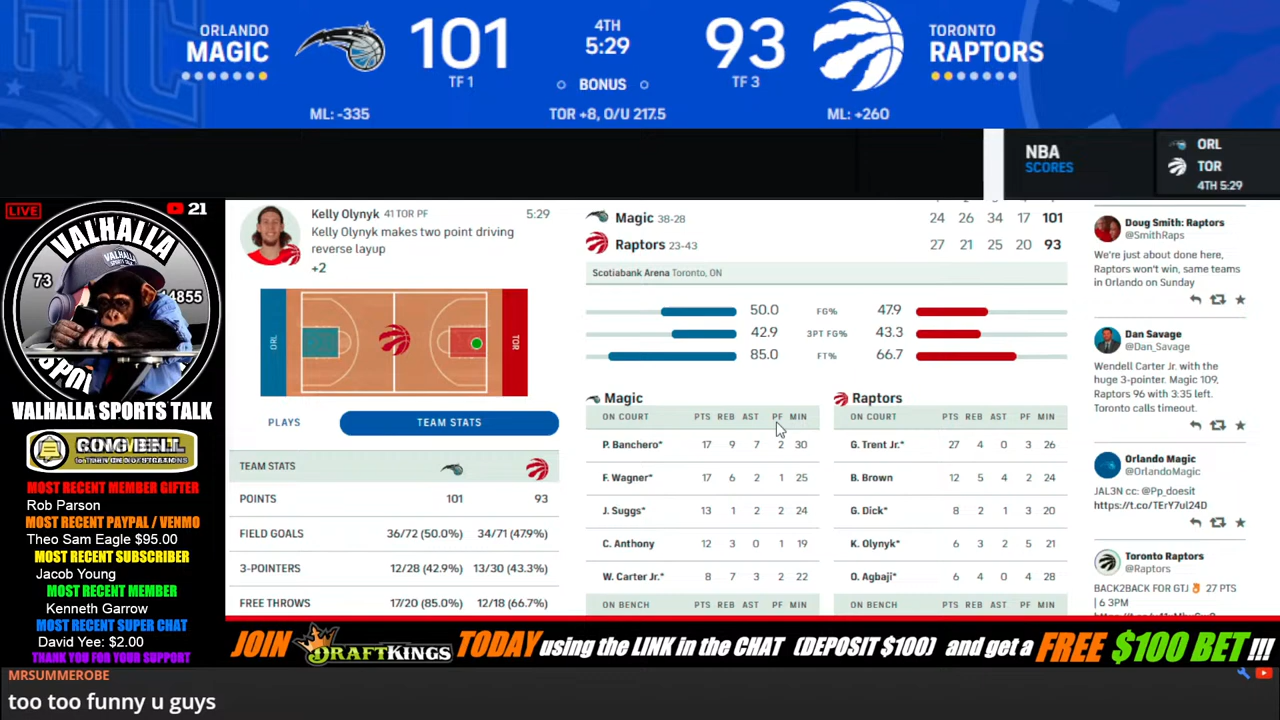 ORLANDO
MAGIC
101
TF 1
4TH
5:29
BONUS
93
TF 3
TORONTO
RAPTORS
ML: -335
TOR +8, O/U 217.5
ML: +260
NBA
SCORES
ORL
TOR
4TH 5:29
LIVE
21
VALHALLA
SPORTS TALK
73
14855
VALHALLA SPORTS TALK
MOST RECENT MEMBER GIFTER
Rob Parson
MOST RECENT PAYPAL / VENMO
Theo Sam Eagle $95.00
MOST RECENT SUBSCRIBER
Jacob Young
MOST RECENT MEMBER
Kenneth Garrow
MOST RECENT SUPER CHAT
David Yee: $2.00
THANK YOU FOR YOUR SUPPORT
Kelly Olynyk 41 TOR PF
5:29
Kelly Olynyk makes two point driving
reverse layup
+2
ORL
TOR
PLAYS
TEAM STATS
TEAM STATS
POINTS 101 93
FIELD GOALS 36/72 (50.0%) 34/71 (47.9%)
3-POINTERS 12/28 (42.9%) 13/30 (43.3%)
FREE THROWS 17/20 (85.0%) 12/18 (66.7%)
Magic 38-28 24 26 34 17 101
Raptors 23-43 27 21 25 20 93
Scotiabank Arena Toronto, ON
50.0 FG% 47.9
42.9 3PT FG% 43.3
85.0 FT% 66.7
Magic
ON COURT PTS REB AST PF MIN
P. Banchero* 17 9 7 2 30
F. Wagner* 17 6 2 1 25
J. Suggs* 13 1 2 2 24
C. Anthony 12 3 0 1 19
W. Carter Jr.* 8 7 3 2 22
ON BENCH PTS REB AST PF MIN
Raptors
ON COURT PTS REB AST PF MIN
G. Trent Jr.* 27 4 0 3 26
B. Brown 12 5 4 2 24
G. Dick* 8 2 1 3 20
K. Olynyk* 6 3 2 5 21
O. Agbaji* 6 4 0 4 28
ON BENCH PTS REB AST PF MIN
Doug Smith: Raptors
@SmithRaps
We're just about done here,
Raptors won't win, same teams
in Orlando on Sunday
Dan Savage
@Dan_Savage
Wendell Carter Jr. with the
huge 3-pointer. Magic 109,
Raptors 96 with 3:35 left.
Toronto calls timeout.
Orlando Magic
@OrlandoMagic
JAL3N cc: @Pp_doesit
https://t.co/TErY7ul24D
Toronto Raptors
@Raptors
BACK2BACK FOR GTJ 👌 27 PTS
| 6 3PM
JOIN DRAFTKINGS TODAY using the LINK in the CHAT (DEPOSIT $100) and get a FREE $100 BET !!!
MRSUMMEROBE
too too funny u guys